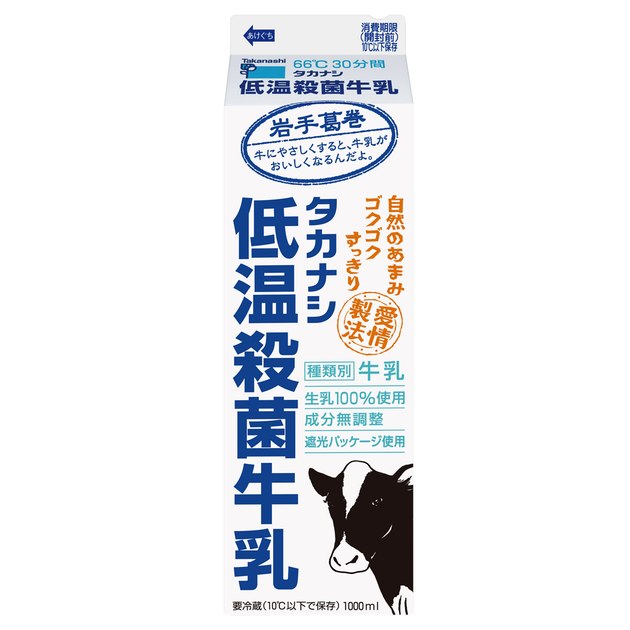 あけぐち
消費期限
(開封前)
10℃以下保存
Takanashi
66℃ 30分間
タカナシ
低温殺菌牛乳
岩手葛巻
牛にやさしくすると、牛乳が
おいしくなるんだよ。
自然のあまみ
ゴクゴク
すっきり
愛情
製法
タカナシ
低温殺菌牛乳
種類別 牛乳
生乳100%使用
成分無調整
遮光パッケージ使用
要冷蔵(10℃以下で保存) 1000ml